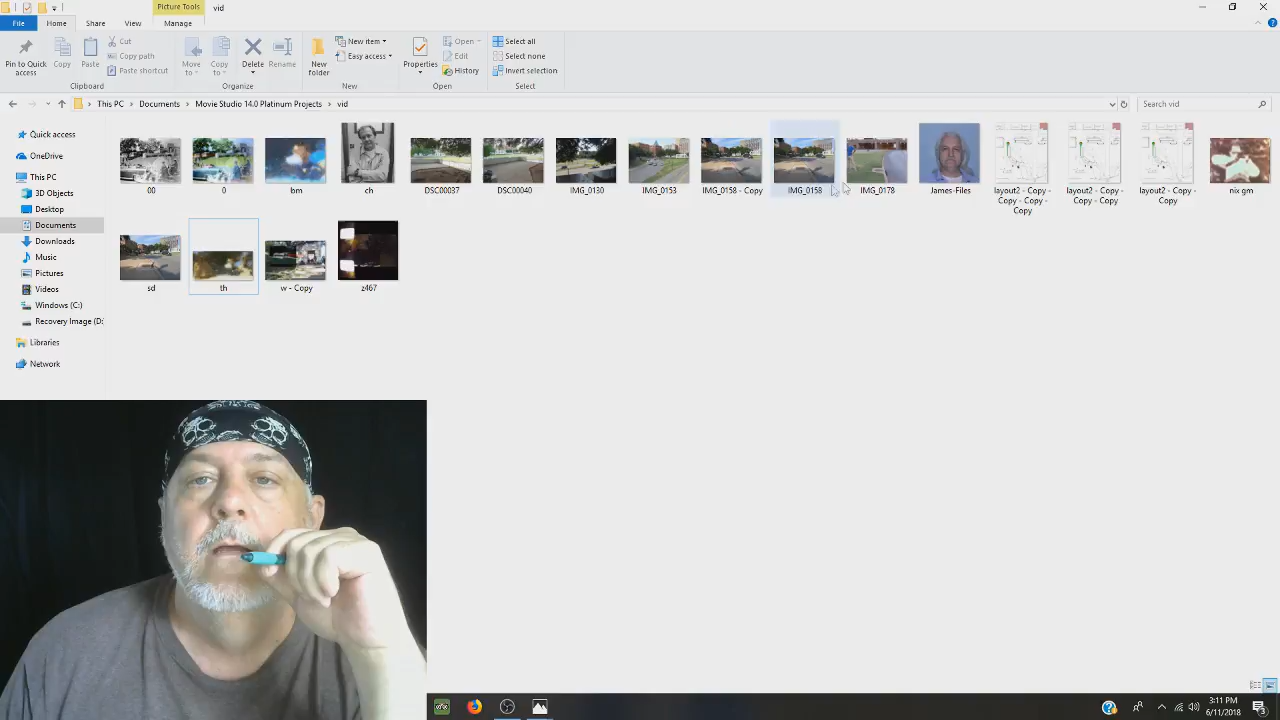 Picture Tools
vid
File
Home
Share
View
Manage
Pin to Quick access
Copy
Paste
Cut
Copy path
Paste shortcut
Clipboard
Move to
Copy to
Delete
Rename
Organize
New folder
New item
Easy access
New
Properties
Open
Edit
History
Open
Select all
Select none
Invert selection
Select
This PC
Documents
Movie Studio 14.0 Platinum Projects
vid
Search vid
Quick access
OneDrive
This PC
3D Objects
Desktop
Documents
Downloads
Music
Pictures
Videos
Windows (C:)
Recovery Image (D:
Libraries
Network
00
0
bm
ch
DSC00037
DSC00040
IMG_0130
IMG_0153
IMG_0158 - Copy
IMG_0158
IMG_0178
James-Files
layout2 - Copy - Copy - Copy - Copy
layout2 - Copy - Copy - Copy
layout2 - Copy - Copy
nix gm
sd
th
w - Copy
z467
3:11 PM
6/11/2018